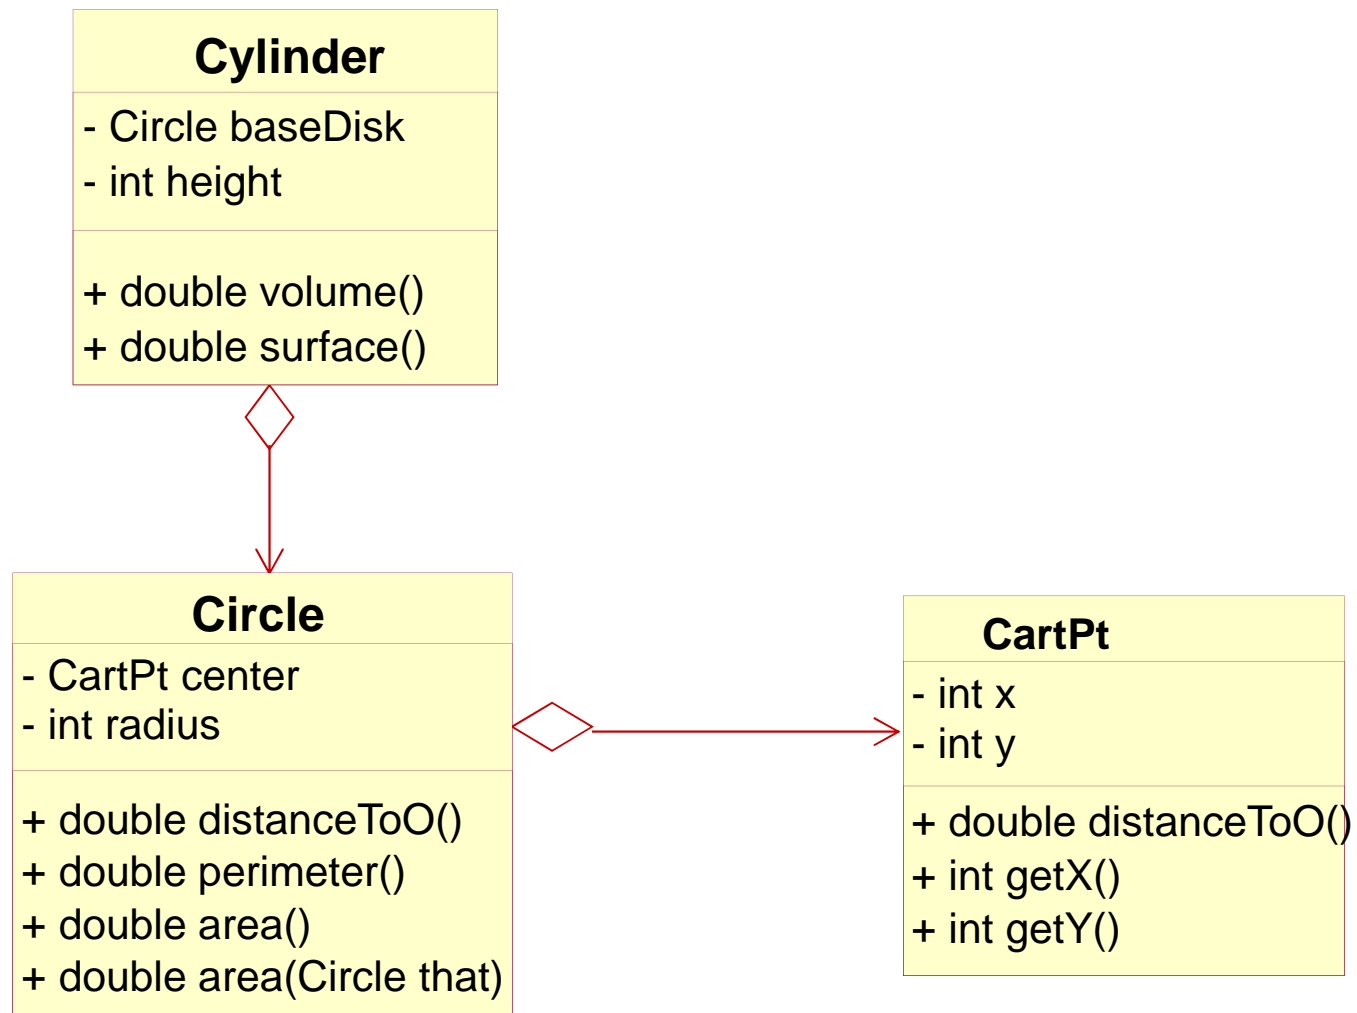 Cylinder
- Circle baseDisk
- int height
+ double volume()
+ double surface()
Circle
- CartPt center
- int radius
+ double distanceToO()
+ double perimeter()
+ double area()
+ double area(Circle that)
CartPt
- int x
- int y
+ double distanceToO()
+ int getX()
+ int getY()